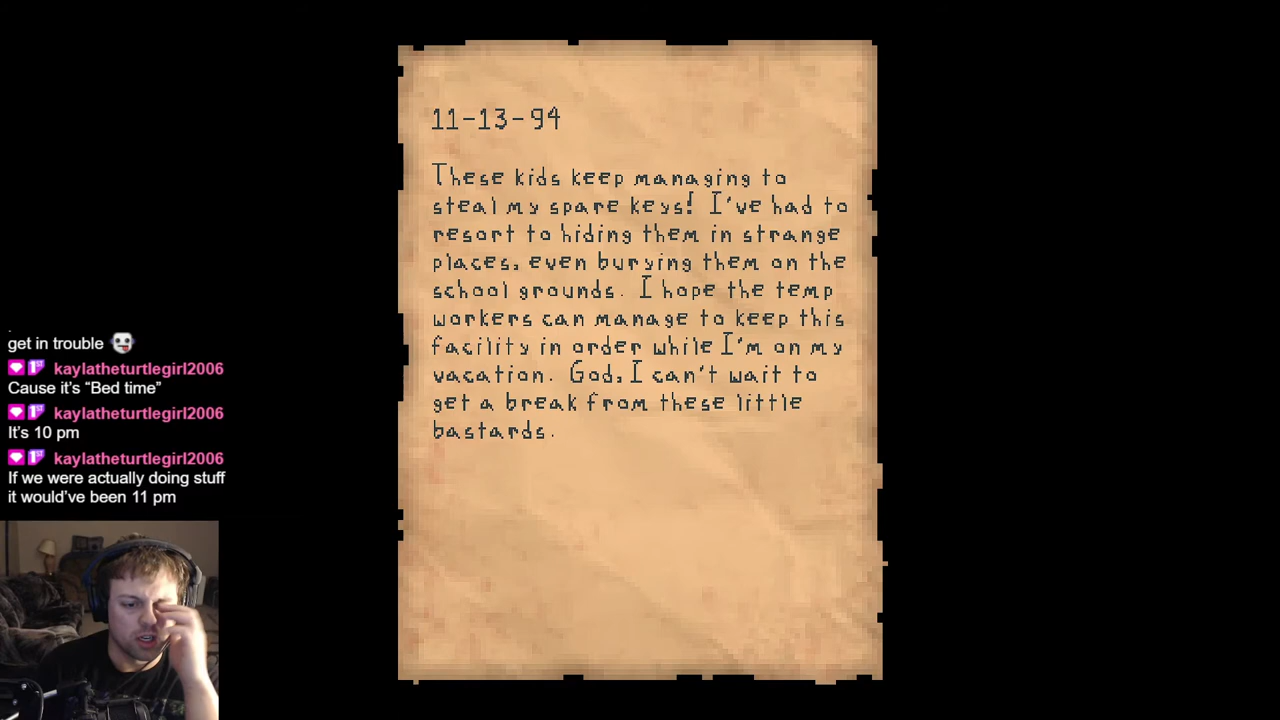 11-13-94
These kids keep managing to
steal my spare keys! I've had to
resort to hiding them in strange
places, even burying them on the
school grounds. I hope the temp
workers can manage to keep this
facility in order while I'm on my
vacation. God, I can't wait to
get a break from these little
bastards.
get in trouble 💀
kaylatheturtlegirl2006
Cause it's “Bed time”
kaylatheturtlegirl2006
It's 10 pm
kaylatheturtlegirl2006
If we were actually doing stuff
it would've been 11 pm